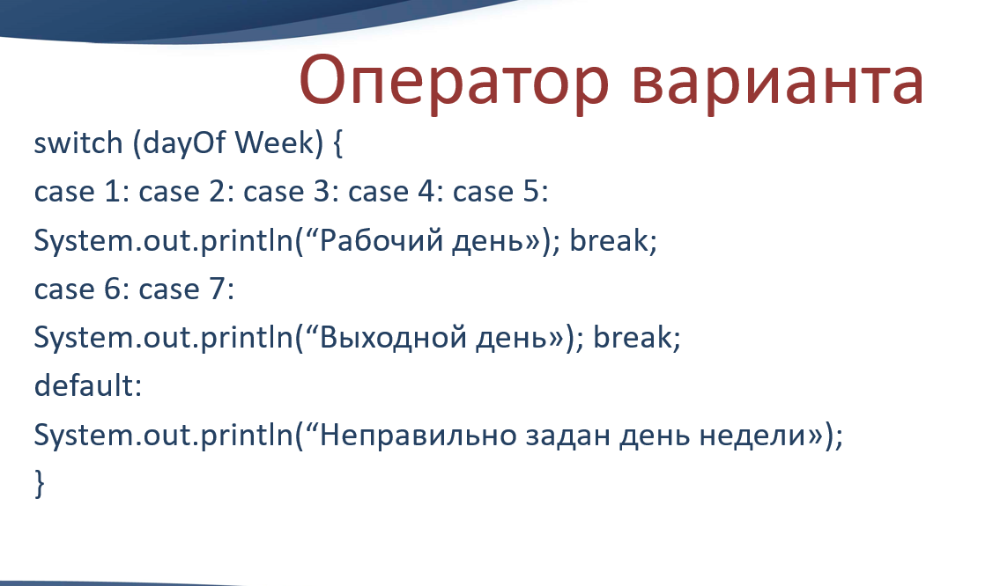 Оператор варианта
switch (dayOf Week) {
case 1: case 2: case 3: case 4: case 5:
System.out.println(“Рабочий день»); break;
case 6: case 7:
System.out.println(“Выходной день»); break;
default:
System.out.println(“Неправильно задан день недели»);
}